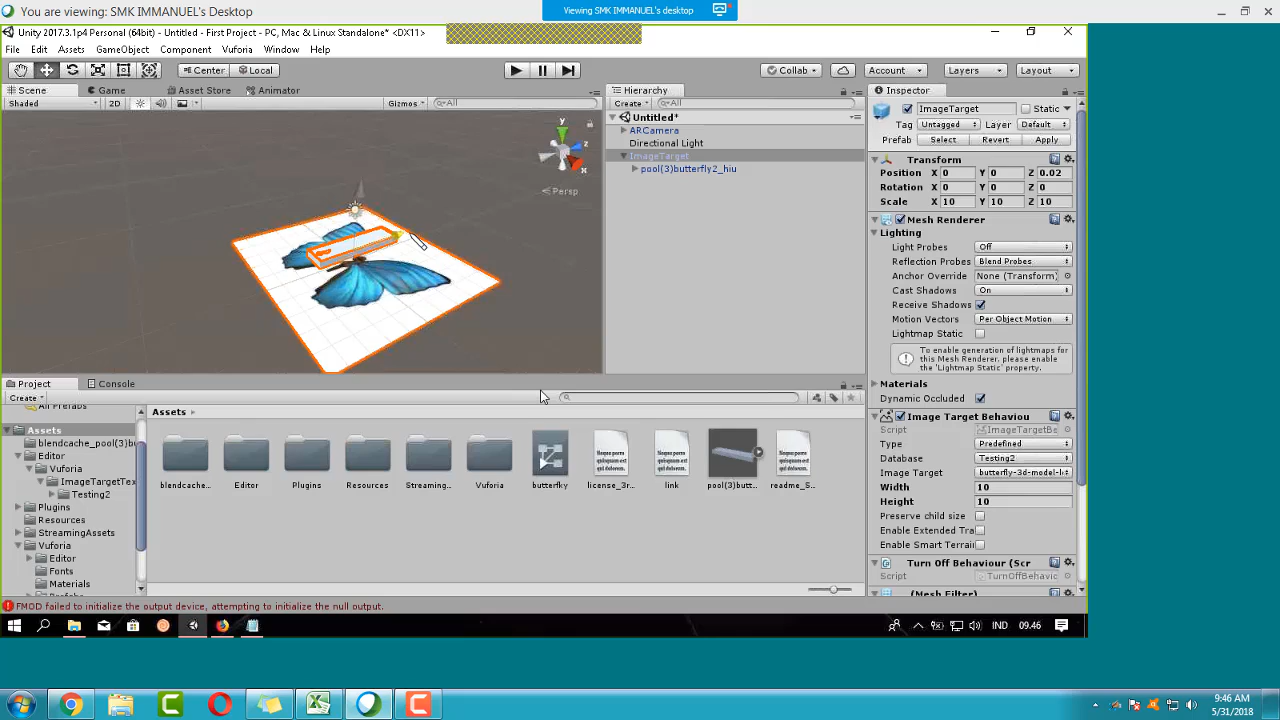 You are viewing: SMK IMMANUEL's Desktop
Viewing SMK IMMANUEL's desktop
Unity 2017.3.1p4 Personal (64bit) - Untitled - First Project - PC, Mac & Linux Standalone* <DX11>
File Edit Assets GameObject Component Vuforia Window Help
Center Local Collab Account Layers Layout
Scene Game Asset Store Animator
Shaded 2D Gizmos All
y
z
x
Persp
Hierarchy
Create All
Untitled*
ARCamera
Directional Light
ImageTarget
pool(3)butterfly2_hiu
Inspector
ImageTarget Static
Tag Untagged Layer Default
Prefab Select Revert Apply
Transform
Position X 0 Y 0 Z 0.02
Rotation X 0 Y 0 Z 0
Scale X 10 Y 10 Z 10
Mesh Renderer
Lighting
Light Probes Off
Reflection Probes Blend Probes
Anchor Override None (Transform)
Cast Shadows On
Receive Shadows
Motion Vectors Per Object Motion
Lightmap Static
To enable generation of lightmaps for
this Mesh Renderer, please enable
the 'Lightmap Static' property.
Materials
Dynamic Occluded
Image Target Behaviou
Script ImageTargetBe
Type Predefined
Database Testing2
Image Target butterfly-3d-model-l
Width 10
Height 10
Preserve child size
Enable Extended Tra
Enable Smart Terrain
Turn Off Behaviour (Scr
Script TurnOffBehavio
(Mesh Filter)
Project Console
Create
All Prefabs
Assets
blendcache_pool(3)bu
Editor
Vuforia
ImageTargetTex
Testing2
Plugins
Resources
StreamingAssets
Vuforia
Editor
Fonts
Materials
Assets
blendcache... Editor Plugins Resources Streaming... Vuforia butterfky license_3r... link pool(3)butt... readme_S...
FMOD failed to initialize the output device, attempting to initialize the null output.
IND 09.46
9:46 AM
5/31/2018